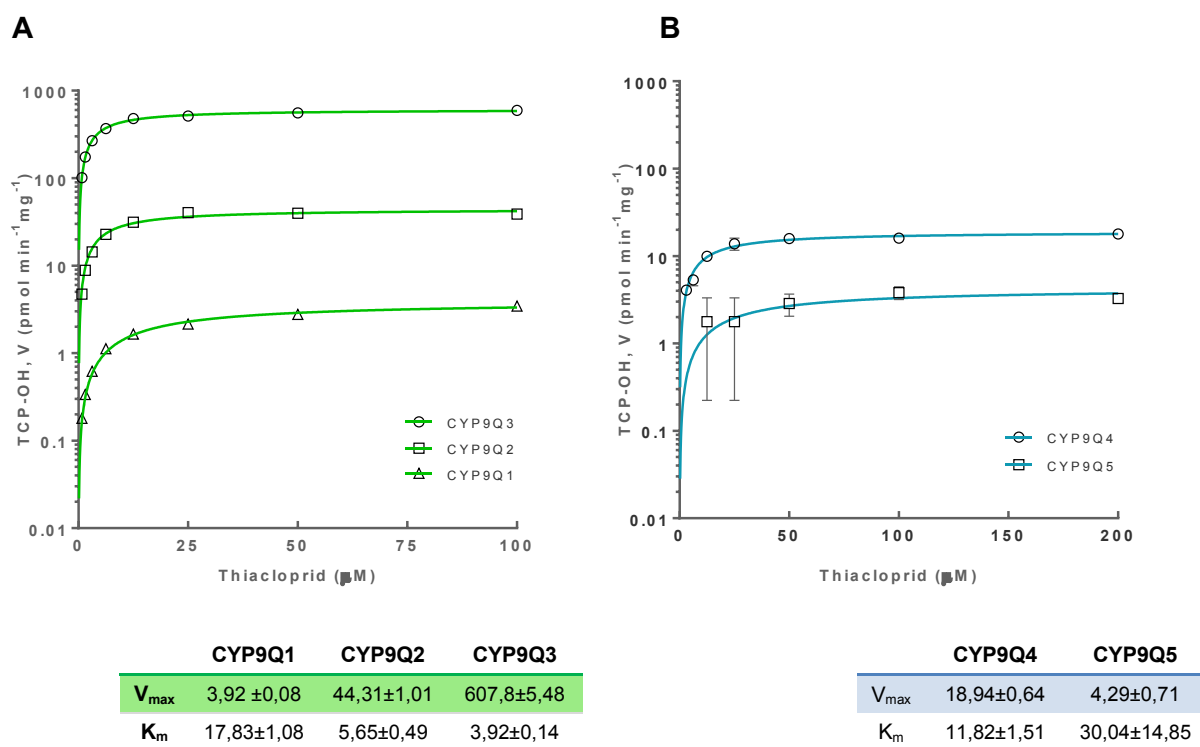 A
B
TCP-OH, V (pmol min⁻¹mg⁻¹)
1000
100
10
1
0.1
0.01
0
25
50
75
100
Thiacloprid (µM)
CYP9Q3
CYP9Q2
CYP9Q1
TCP-OH, V (pmol min⁻¹mg⁻¹)
1000
100
10
1
0.1
0.01
0
50
100
150
200
Thiacloprid (µM)
CYP9Q4
CYP9Q5
CYP9Q1 CYP9Q2 CYP9Q3
Vmax 3,92 ±0,08 44,31±1,01 607,8±5,48
Km 17,83±1,08 5,65±0,49 3,92±0,14
CYP9Q4 CYP9Q5
Vmax 18,94±0,64 4,29±0,71
Km 11,82±1,51 30,04±14,85